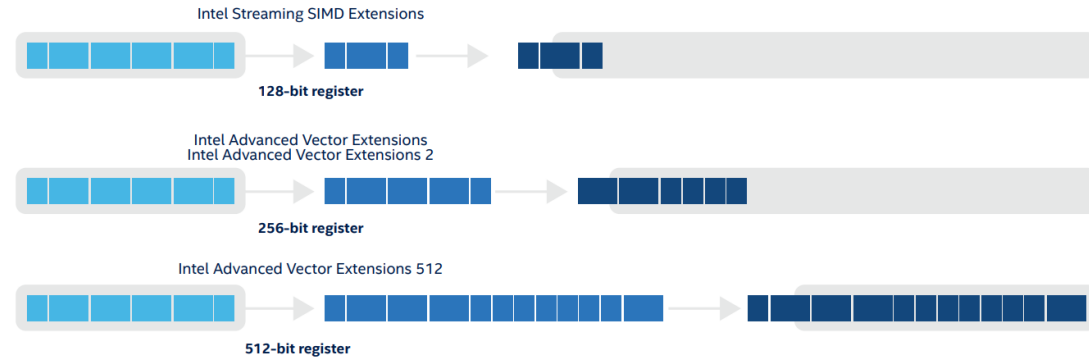 Intel Streaming SIMD Extensions
128-bit register
Intel Advanced Vector Extensions
Intel Advanced Vector Extensions 2
256-bit register
Intel Advanced Vector Extensions 512
512-bit register